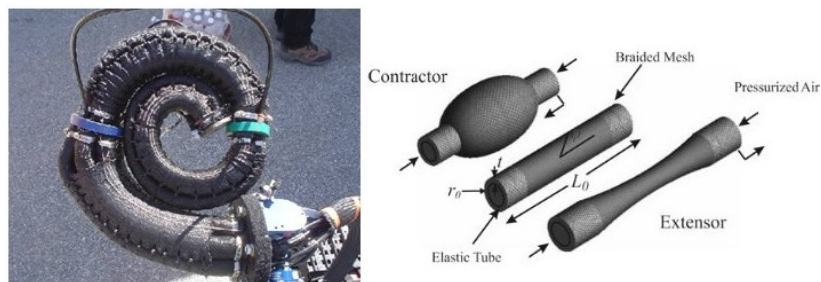 Braided Mesh
Contractor
Pressurized Air
t
r₀
L₀
Extensor
Elastic Tube